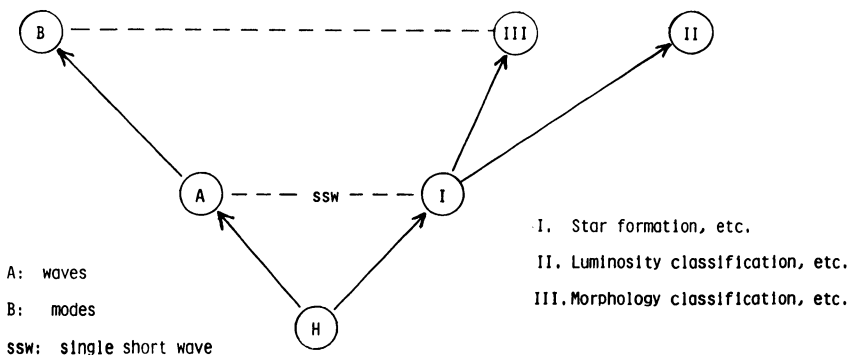 B
III
II
A
ssw
I
I. Star formation, etc.
II. Luminosity classification, etc.
A: waves
III. Morphology classification, etc.
B: modes
H
ssw: single short wave